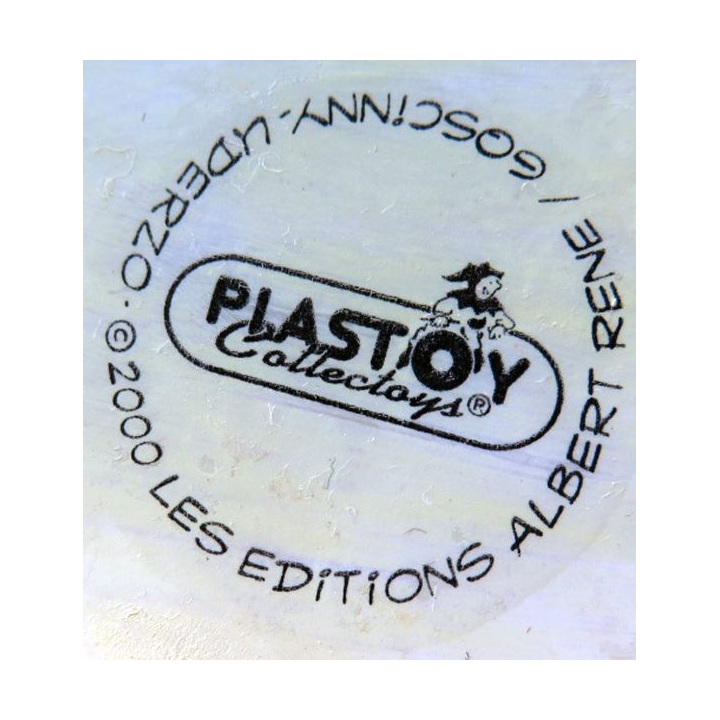 © 2000 LES EDiTiONS ALBERT RENE / GOSCiNNY-UDERZO.
PLASTOY
Collectoys®